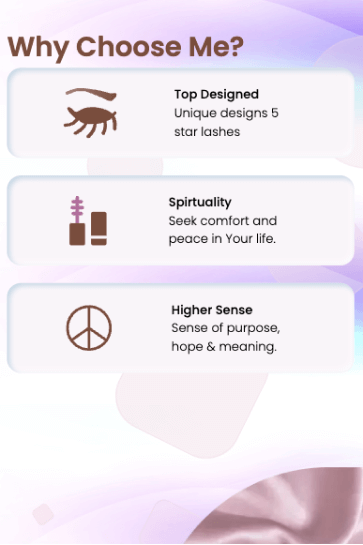 Why Choose Me?
Top Designed
Unique designs 5
star lashes
Spirtuality
Seek comfort and
peace in Your life.
Higher Sense
Sense of purpose,
hope & meaning.